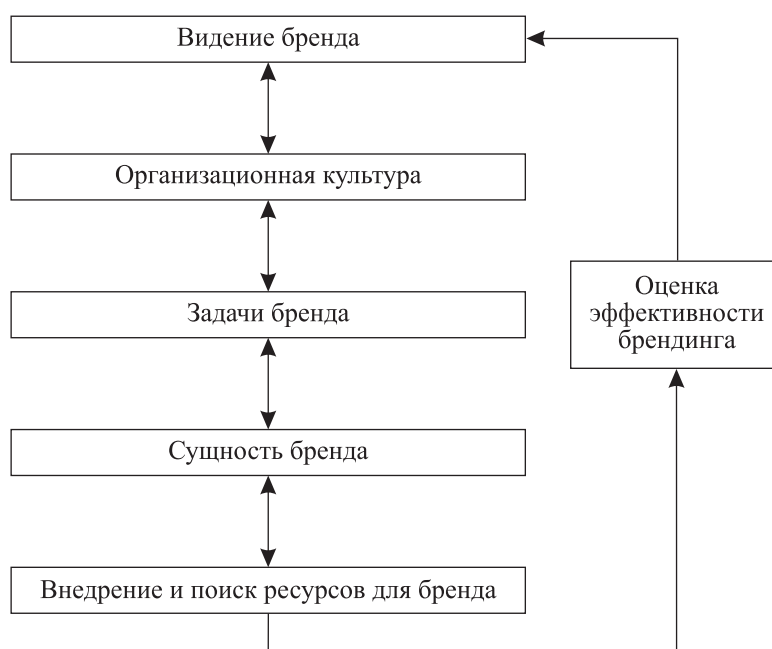 Видение бренда
Организационная культура
Задачи бренда
Оценка
эффективности
брендинга
Сущность бренда
Внедрение и поиск ресурсов для бренда